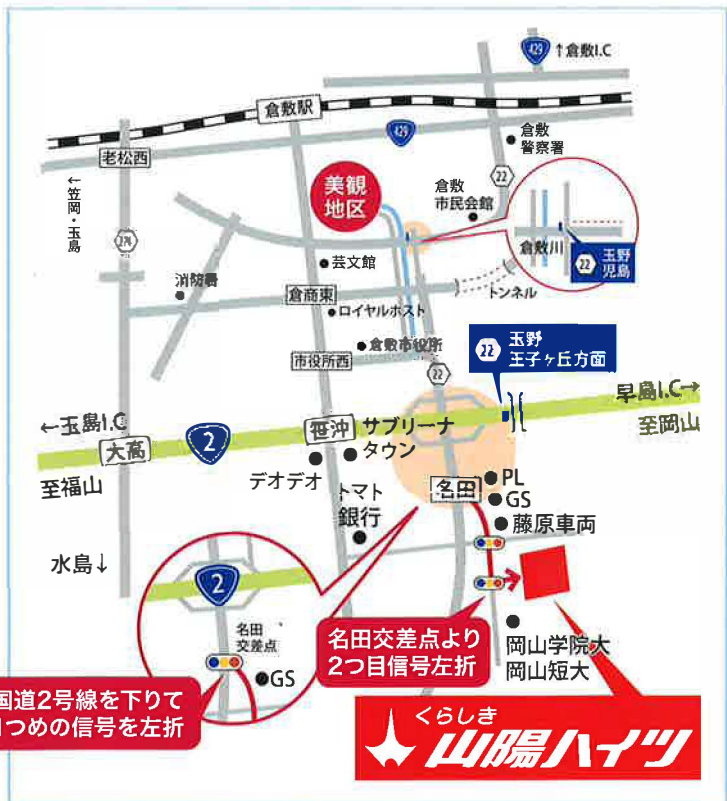 429
↑倉敷I.C
倉敷駅
429
倉敷
警察署
老松西
←笠岡・玉島
美観
地区
22
倉敷
市民会館
倉敷川
22
玉野
児島
芸文館
消防署
倉商東
トンネル
ロイヤルホスト
倉敷市役所
市役所西
22
22
玉野
王子ヶ丘方面
早島I.C→
←玉島I.C
2
笹沖
サブリーナ
タウン
至岡山
大高
至福山
デオデオ
トマト
銀行
名田
PL
GS
藤原車両
水島↓
2
名田
交差点
GS
名田交差点より
2つ目信号左折
岡山学院大
岡山短大
国道2号線を下りて
つめの信号を左折
くらしき
山陽ハイツ